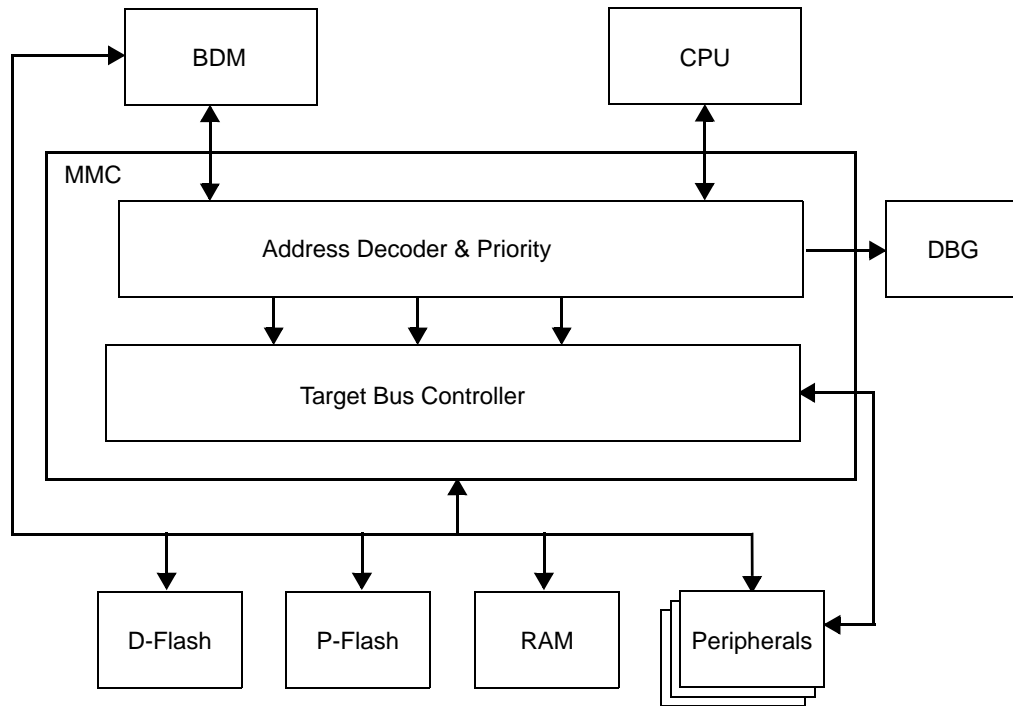 BDM
CPU
MMC
Address Decoder & Priority
DBG
Target Bus Controller
D-Flash
P-Flash
RAM
Peripherals